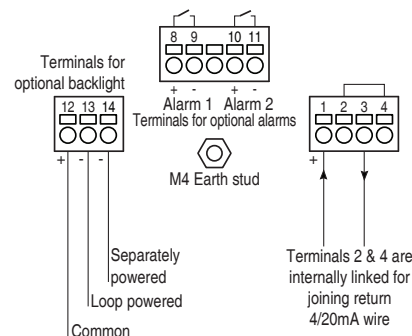 8 9 10 11
+ - + -
Alarm 1 Alarm 2
Terminals for optional alarms
M4 Earth stud
Terminals for
optional backlight
12 13 14
+ - -
Separately
powered
Loop powered
Common
1 2 3 4
+
Terminals 2 & 4 are
internally linked for
joining return
4/20mA wire